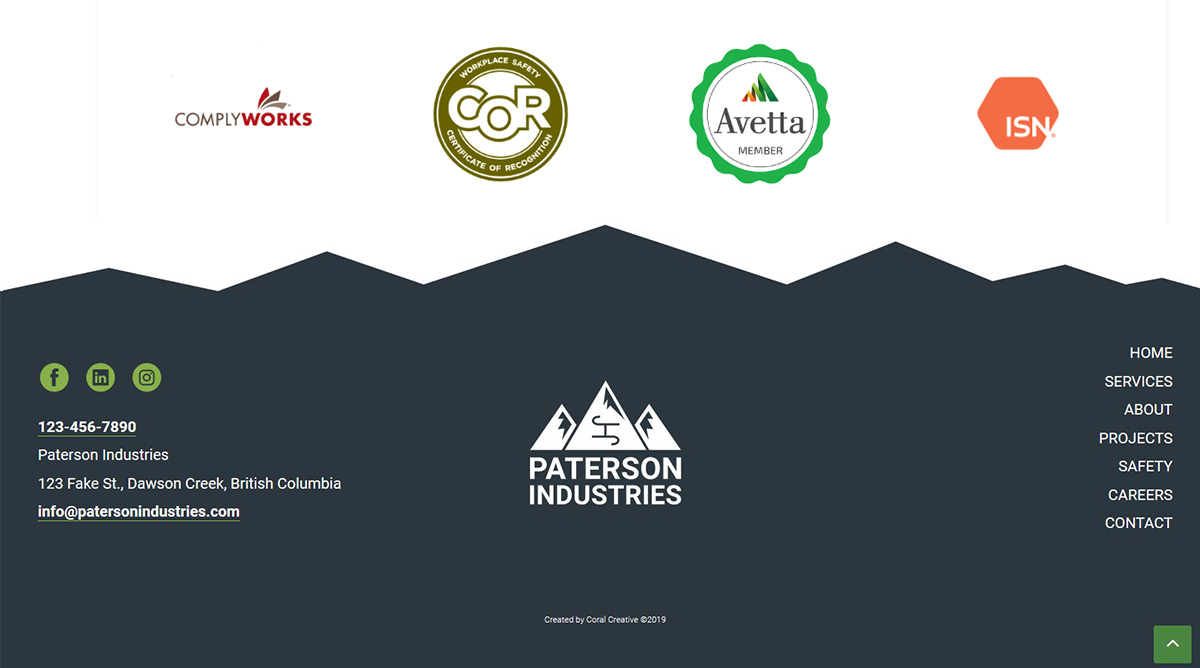 COMPLYWORKS
WORKPLACE SAFETY
COR
CERTIFICATE OF RECOGNITION
Avetta
MEMBER
ISN
123-456-7890
Paterson Industries
123 Fake St., Dawson Creek, British Columbia
info@patersonindustries.com
PATERSON
INDUSTRIES
HOME
SERVICES
ABOUT
PROJECTS
SAFETY
CAREERS
CONTACT
Created by Coral Creative ©2019